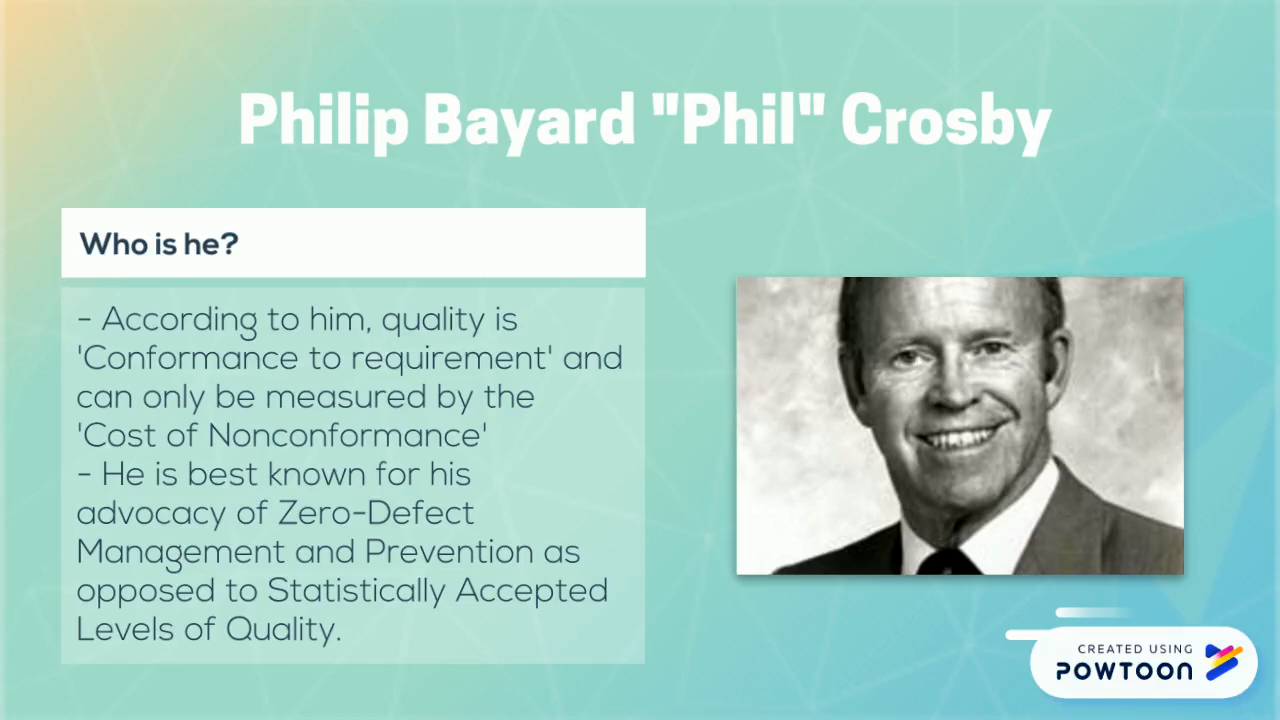 Philip Bayard "Phil" Crosby
Who is he?
- According to him, quality is
'Conformance to requirement' and
can only be measured by the
'Cost of Nonconformance'
- He is best known for his
advocacy of Zero-Defect
Management and Prevention as
opposed to Statistically Accepted
Levels of Quality.
CREATED USING
POWTOON